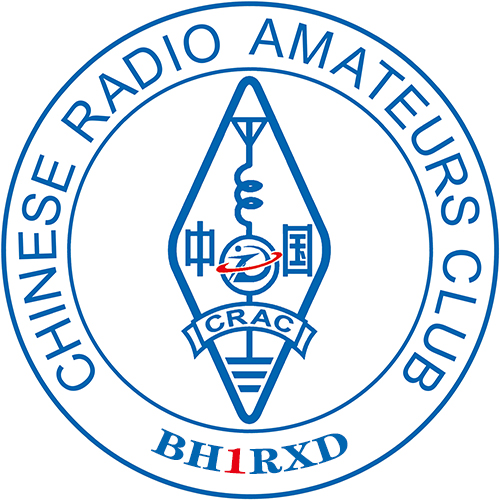 CHINESE RADIO AMATEURS CLUB
中 国
CRAC
BH1RXD